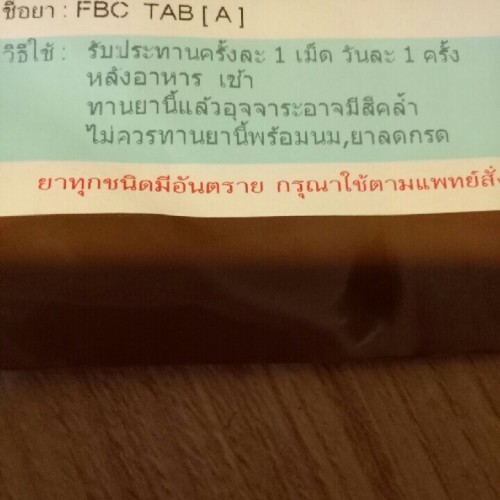 ชื่อยา : FBC TAB [ A ]
วิธีใช้ : รับประทานครั้งละ 1 เม็ด วันละ 1 ครั้ง
หลังอาหาร เช้า
ทานยานี้แล้วอุจจาระอาจมีสีคล้ำ
ไม่ควรทานยานี้พร้อมนม,ยาลดกรด
ยาทุกชนิดมีอันตราย กรุณาใช้ตามแพทย์สั่ง